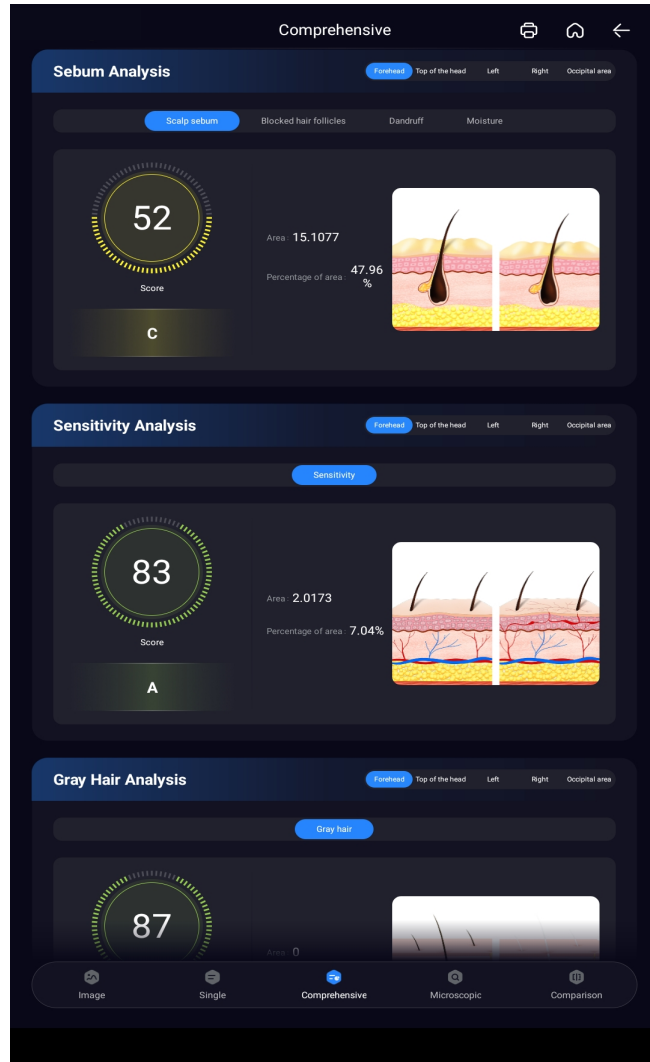 Comprehensive
Sebum Analysis
Forehead Top of the head Left Right Occipital area
Scalp sebum Blocked hair follicles Dandruff Moisture
52
Score
C
Area : 15.1077
Percentage of area : 47.96
%
Sensitivity Analysis
Forehead Top of the head Left Right Occipital area
Sensitivity
83
Score
A
Area : 2.0173
Percentage of area : 7.04%
Gray Hair Analysis
Forehead Top of the head Left Right Occipital area
Gray hair
87
Area : 0
Image Single Comprehensive Microscopic Comparison